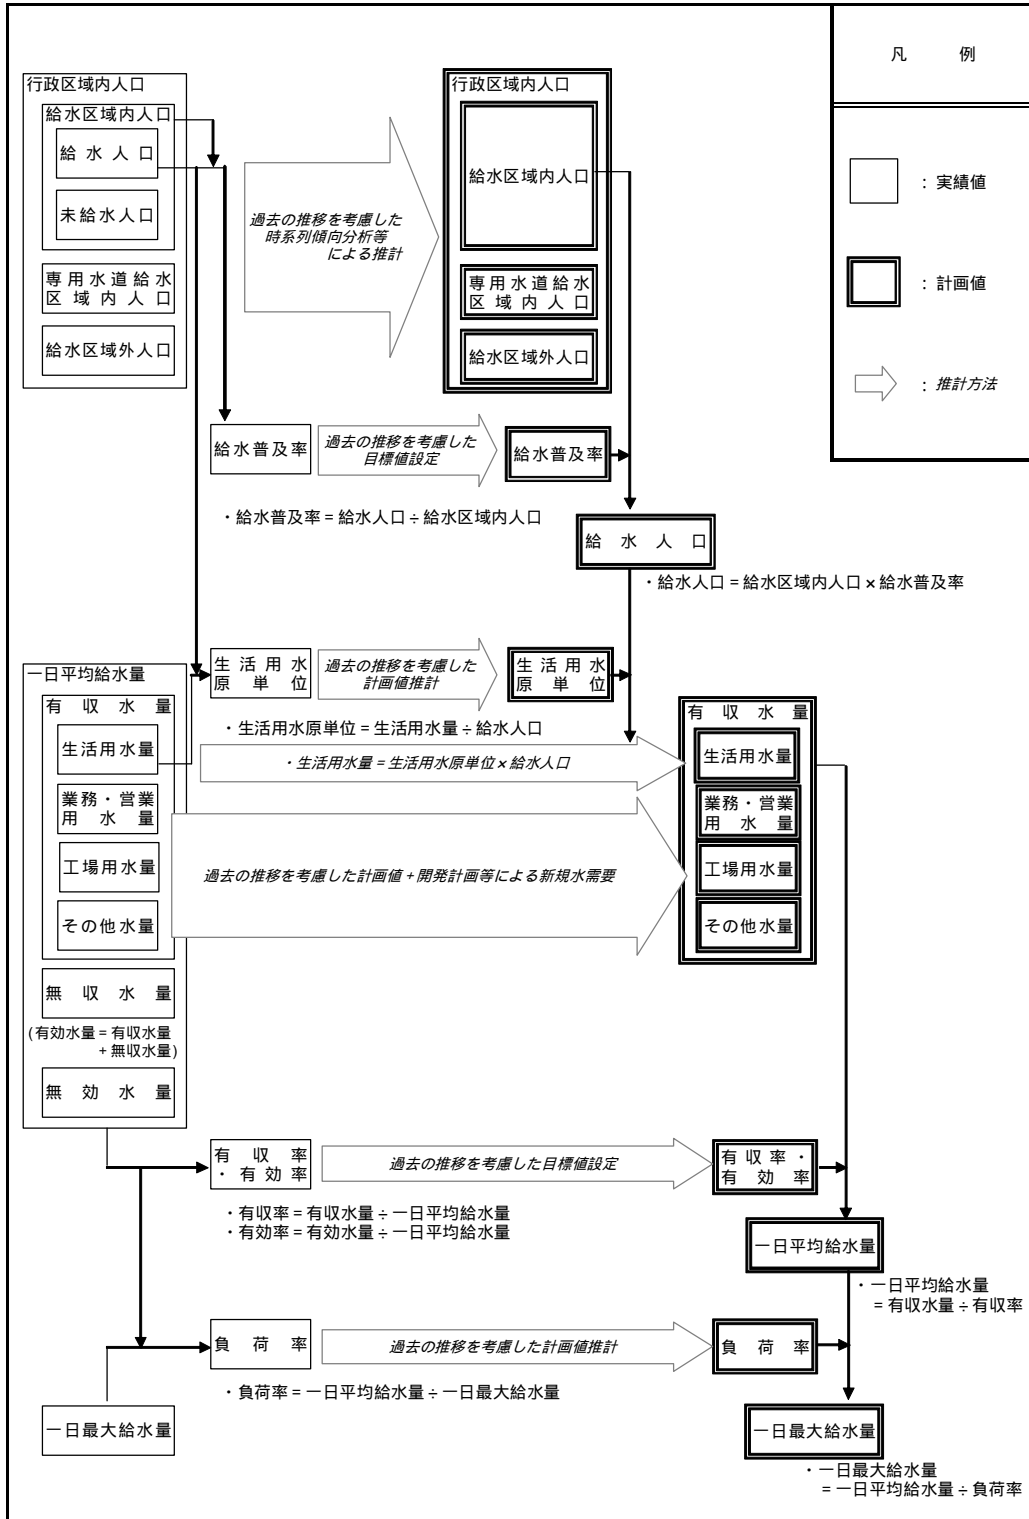 凡 例
：実績値
：計画値
：推計方法
行政区域内人口
給水区域内人口
給水人口
未給水人口
専用水道給水
区域内人口
給水区域外人口
過去の推移を考慮した
時系列傾向分析等
による推計
行政区域内人口
給水区域内人口
専用水道給水
区域内人口
給水区域外人口
給水普及率
過去の推移を考慮した
目標値設定
給水普及率
・給水普及率＝給水人口÷給水区域内人口
給水人口
・給水人口＝給水区域内人口×給水普及率
生活用水
原単位
過去の推移を考慮した
計画値推計
生活用水
原単位
・生活用水原単位＝生活用水量÷給水人口
一日平均給水量
有収水量
生活用水量
業務・営業
用水量
工場用水量
その他水量
無収水量
(有効水量＝有収水量
＋無収水量)
無効水量
・生活用水量＝生活用水原単位×給水人口
過去の推移を考慮した計画値＋開発計画等による新規水需要
有収水量
生活用水量
業務・営業
用水量
工場用水量
その他水量
有収率
・有効率
過去の推移を考慮した目標値設定
有収率・
有効率
・有収率＝有収水量÷一日平均給水量
・有効率＝有効水量÷一日平均給水量
一日平均給水量
・一日平均給水量
＝有収水量÷有収率
負荷率
過去の推移を考慮した計画値推計
負荷率
・負荷率＝一日平均給水量÷一日最大給水量
一日最大給水量
一日最大給水量
・一日最大給水量
＝一日平均給水量÷負荷率